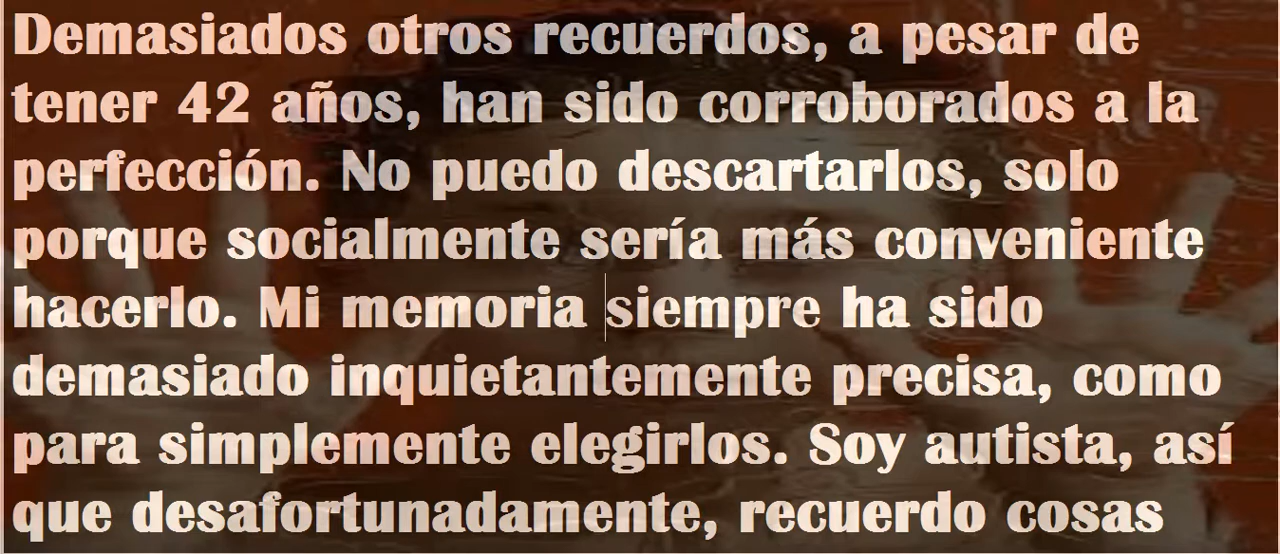 Demasiados otros recuerdos, a pesar de
tener 42 años, han sido corroborados a la
perfección. No puedo descartarlos, solo
porque socialmente sería más conveniente
hacerlo. Mi memoria siempre ha sido
demasiado inquietantemente precisa, como
para simplemente elegirlos. Soy autista, así
que desafortunadamente, recuerdo cosas